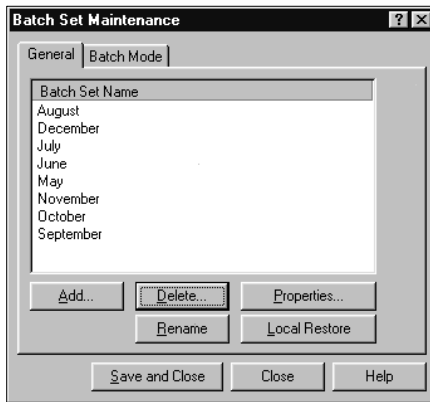 Batch Set Maintenance ? X
General Batch Mode
Batch Set Name
August
December
July
June
May
November
October
September
Add... Delete... Properties...
Rename Local Restore
Save and Close Close Help